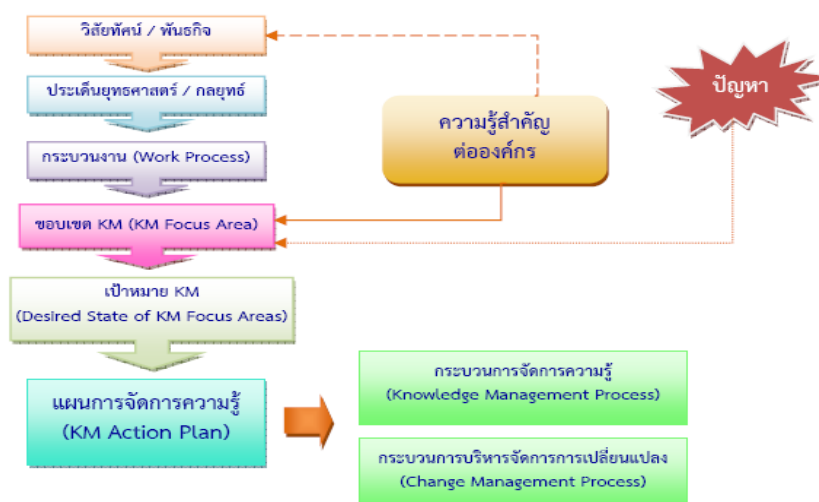 วิสัยทัศน์ / พันธกิจ
ประเด็นยุทธศาสตร์ / กลยุทธ์
กระบวนงาน (Work Process)
ขอบเขต KM (KM Focus Area)
เป้าหมาย KM
(Desired State of KM Focus Areas)
แผนการจัดการความรู้
(KM Action Plan)
ความรู้สำคัญ
ต่อองค์กร
ปัญหา
กระบวนการจัดการความรู้
(Knowledge Management Process)
กระบวนการบริหารจัดการการเปลี่ยนแปลง
(Change Management Process)